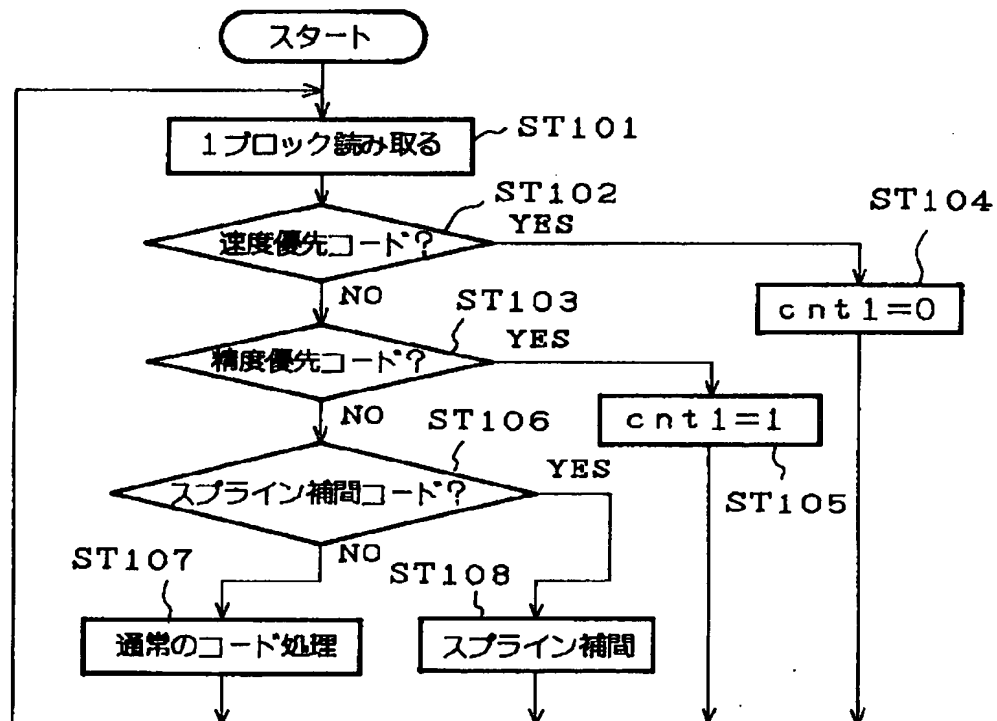 スタート
1ブロック読み取る
ST101
ST102
速度優先コード?
YES
ST104
cnt1=0
NO
ST103
精度優先コード?
YES
cnt1=1
NO
ST106
ST105
スプライン補間コード?
YES
NO
ST107
ST108
通常のコード処理
スプライン補間